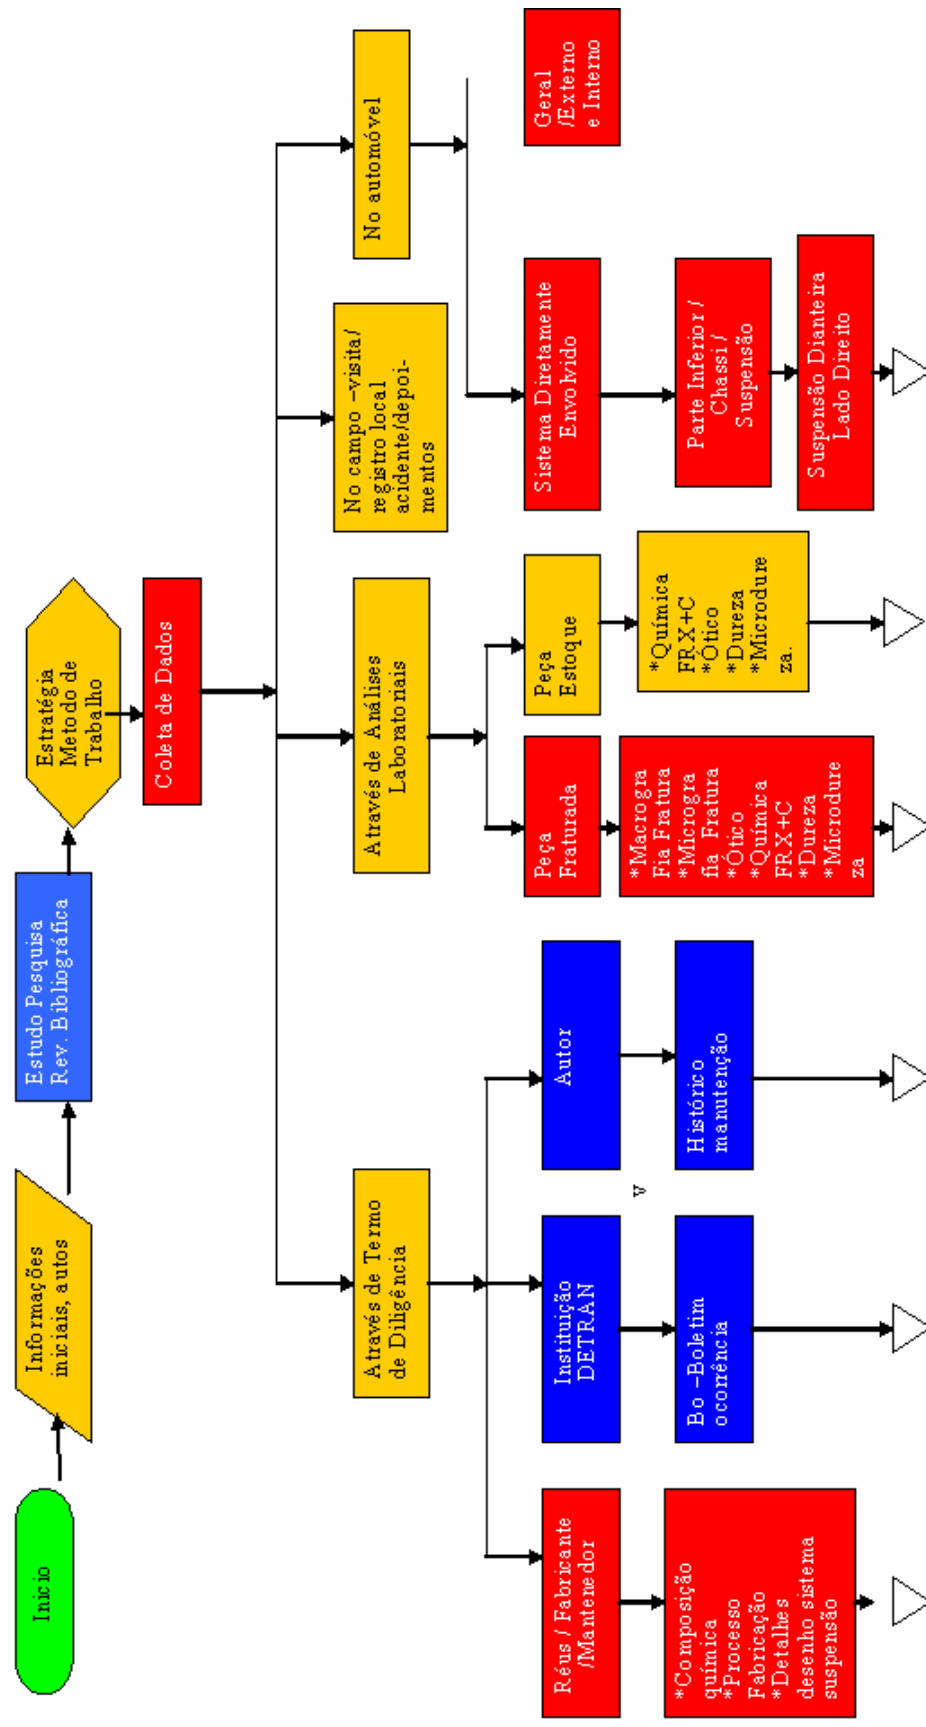 Inicio
Informações
iniciais, autos
Estudo Pesquisa
Rev. Bibliográfica
Estratégia
Metodo de
Trabalho
Coleta de Dados
Através de Termo
de Diligência
Através de Análises
Laboratoriais
No campo –visita/
registro local
acidente/depoi-
mentos
No automóvel
Réus / Fabricante
/Mantenedor
Instituição
DETRAN
Autor
Peça
Fraturada
Peça
Estoque
Sistema Diretamente
Envolvido
Geral
/Externo
e Interno
v
*Composição
química
*Processo
Fabricação
*Detalhes
desenho sistema
suspensão
Bo –Boletim
ocorrência
Histórico
manutenção
*Macrogra
Fia Fratura
*Microgra
fia Fratura
*Ótico
*Química
FRX+C
*Dureza
*Microdure
za
*Química
FRX+C
*Ótico
*Dureza
*Microdure
za.
Parte Inferior /
Chassi /
Suspensão
Suspensão Dianteira
Lado Direito